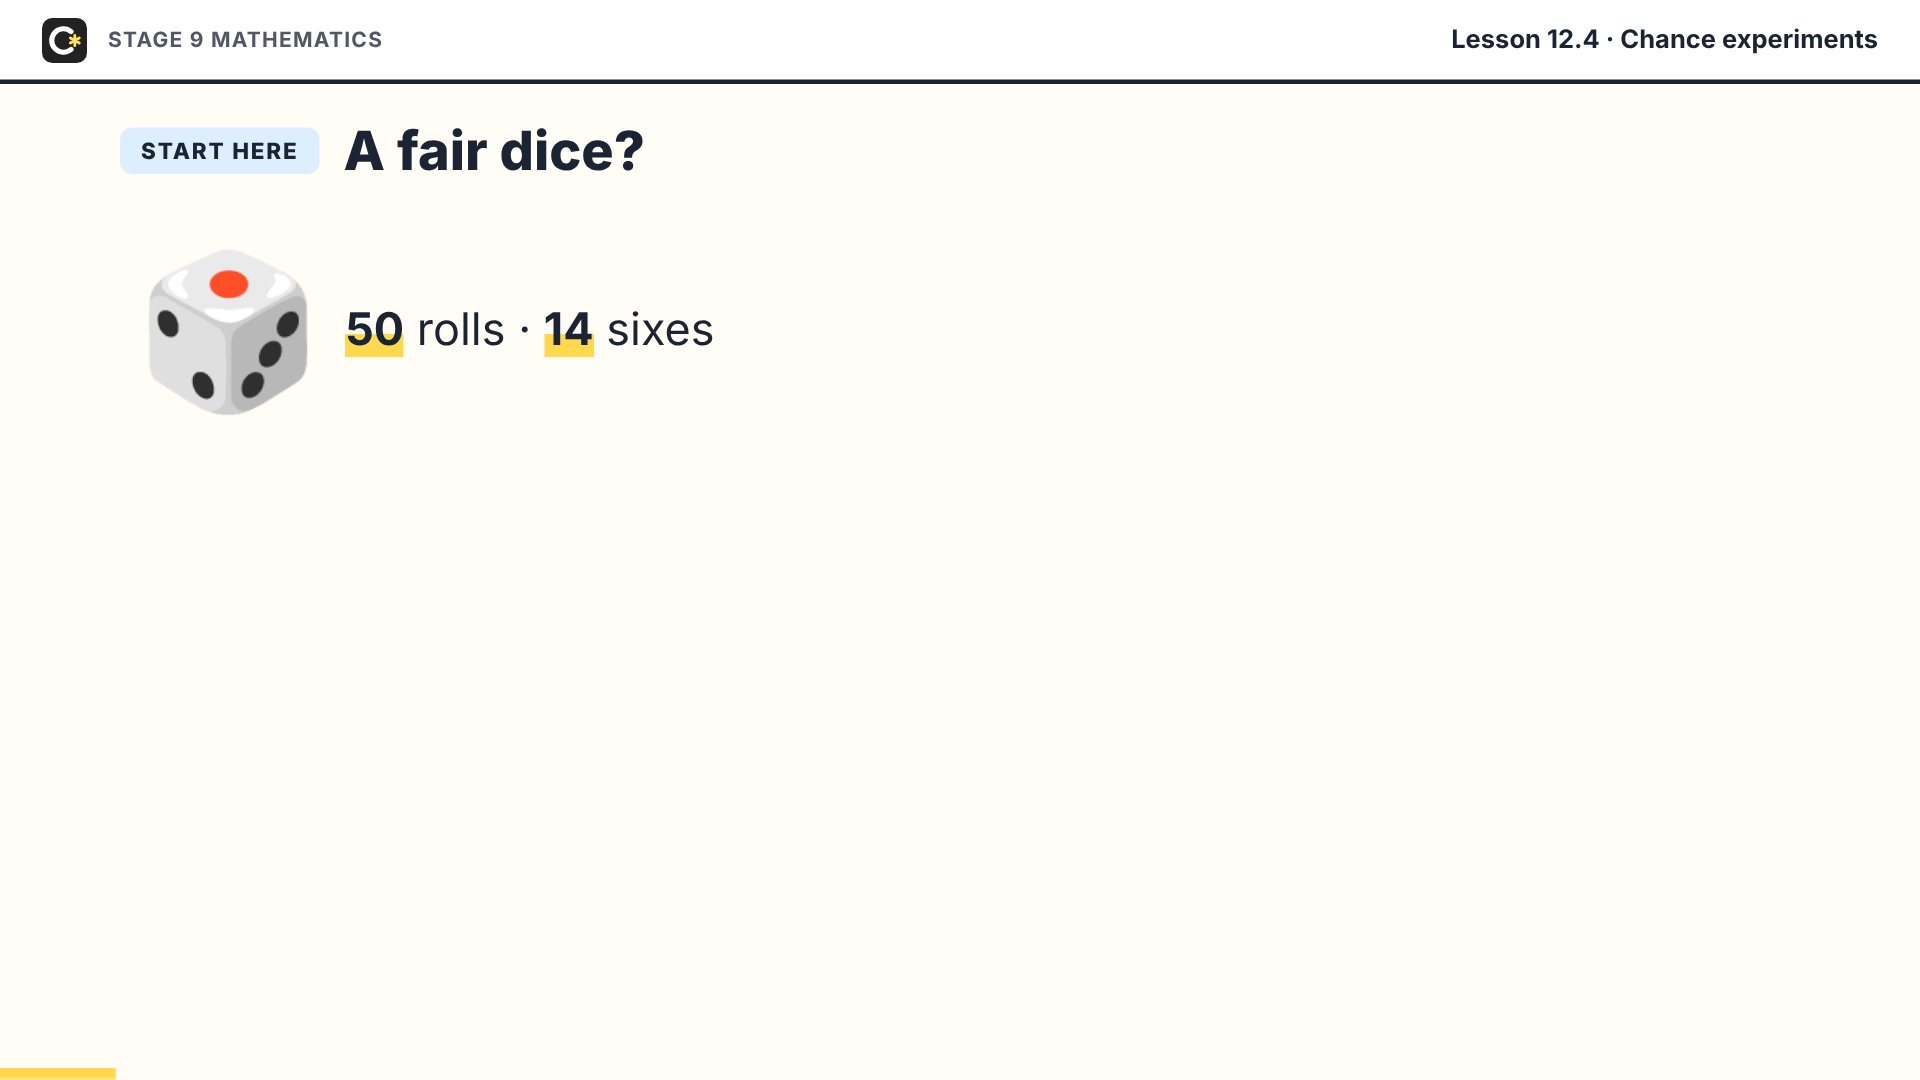 STAGE 9 MATHEMATICS
Lesson 12.4 · Chance experiments
START HERE
A fair dice?
50 rolls · 14 sixes